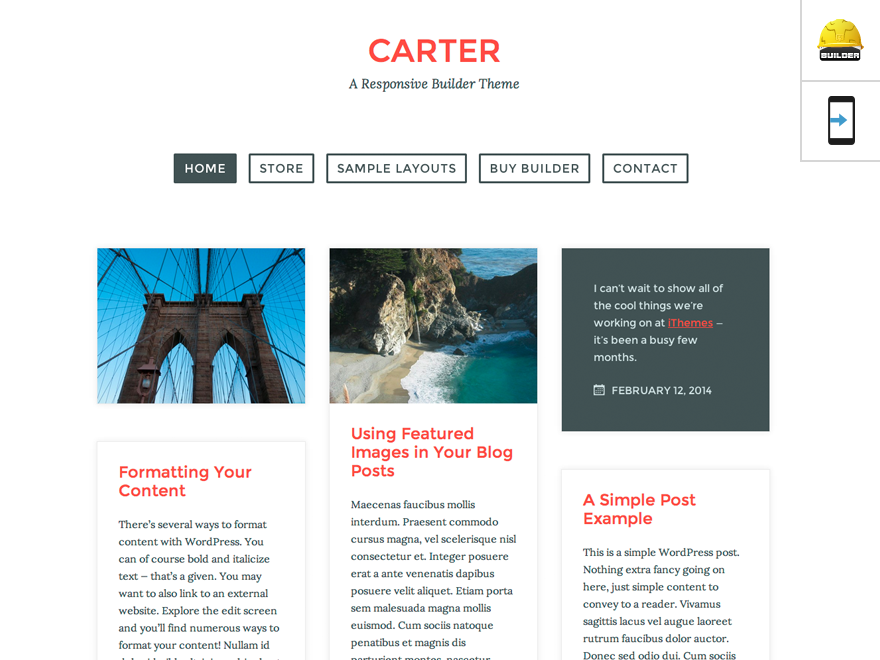 CARTER
A Responsive Builder Theme
BUILDER
HOME
STORE
SAMPLE LAYOUTS
BUY BUILDER
CONTACT
Formatting Your
Content
There's several ways to format
content with WordPress. You
can of course bold and italicize
text — that's a given. You may
want to also link to an external
website. Explore the edit screen
and you'll find numerous ways to
format your content! Nullam id
Using Featured
Images in Your Blog
Posts
Maecenas faucibus mollis
interdum. Praesent commodo
cursus magna, vel scelerisque nisl
consectetur et. Integer posuere
erat a ante venenatis dapibus
posuere velit aliquet. Etiam porta
sem malesuada magna mollis
euismod. Cum sociis natoque
penatibus et magnis dis
parturient montes, nascetur
I can't wait to show all of
the cool things we're
working on at iThemes –
it's been a busy few
months.
FEBRUARY 12, 2014
A Simple Post
Example
This is a simple WordPress post.
Nothing extra fancy going on
here, just simple content to
convey to a reader. Vivamus
sagittis lacus vel augue laoreet
rutrum faucibus dolor auctor.
Donec sed odio dui. Cum sociis